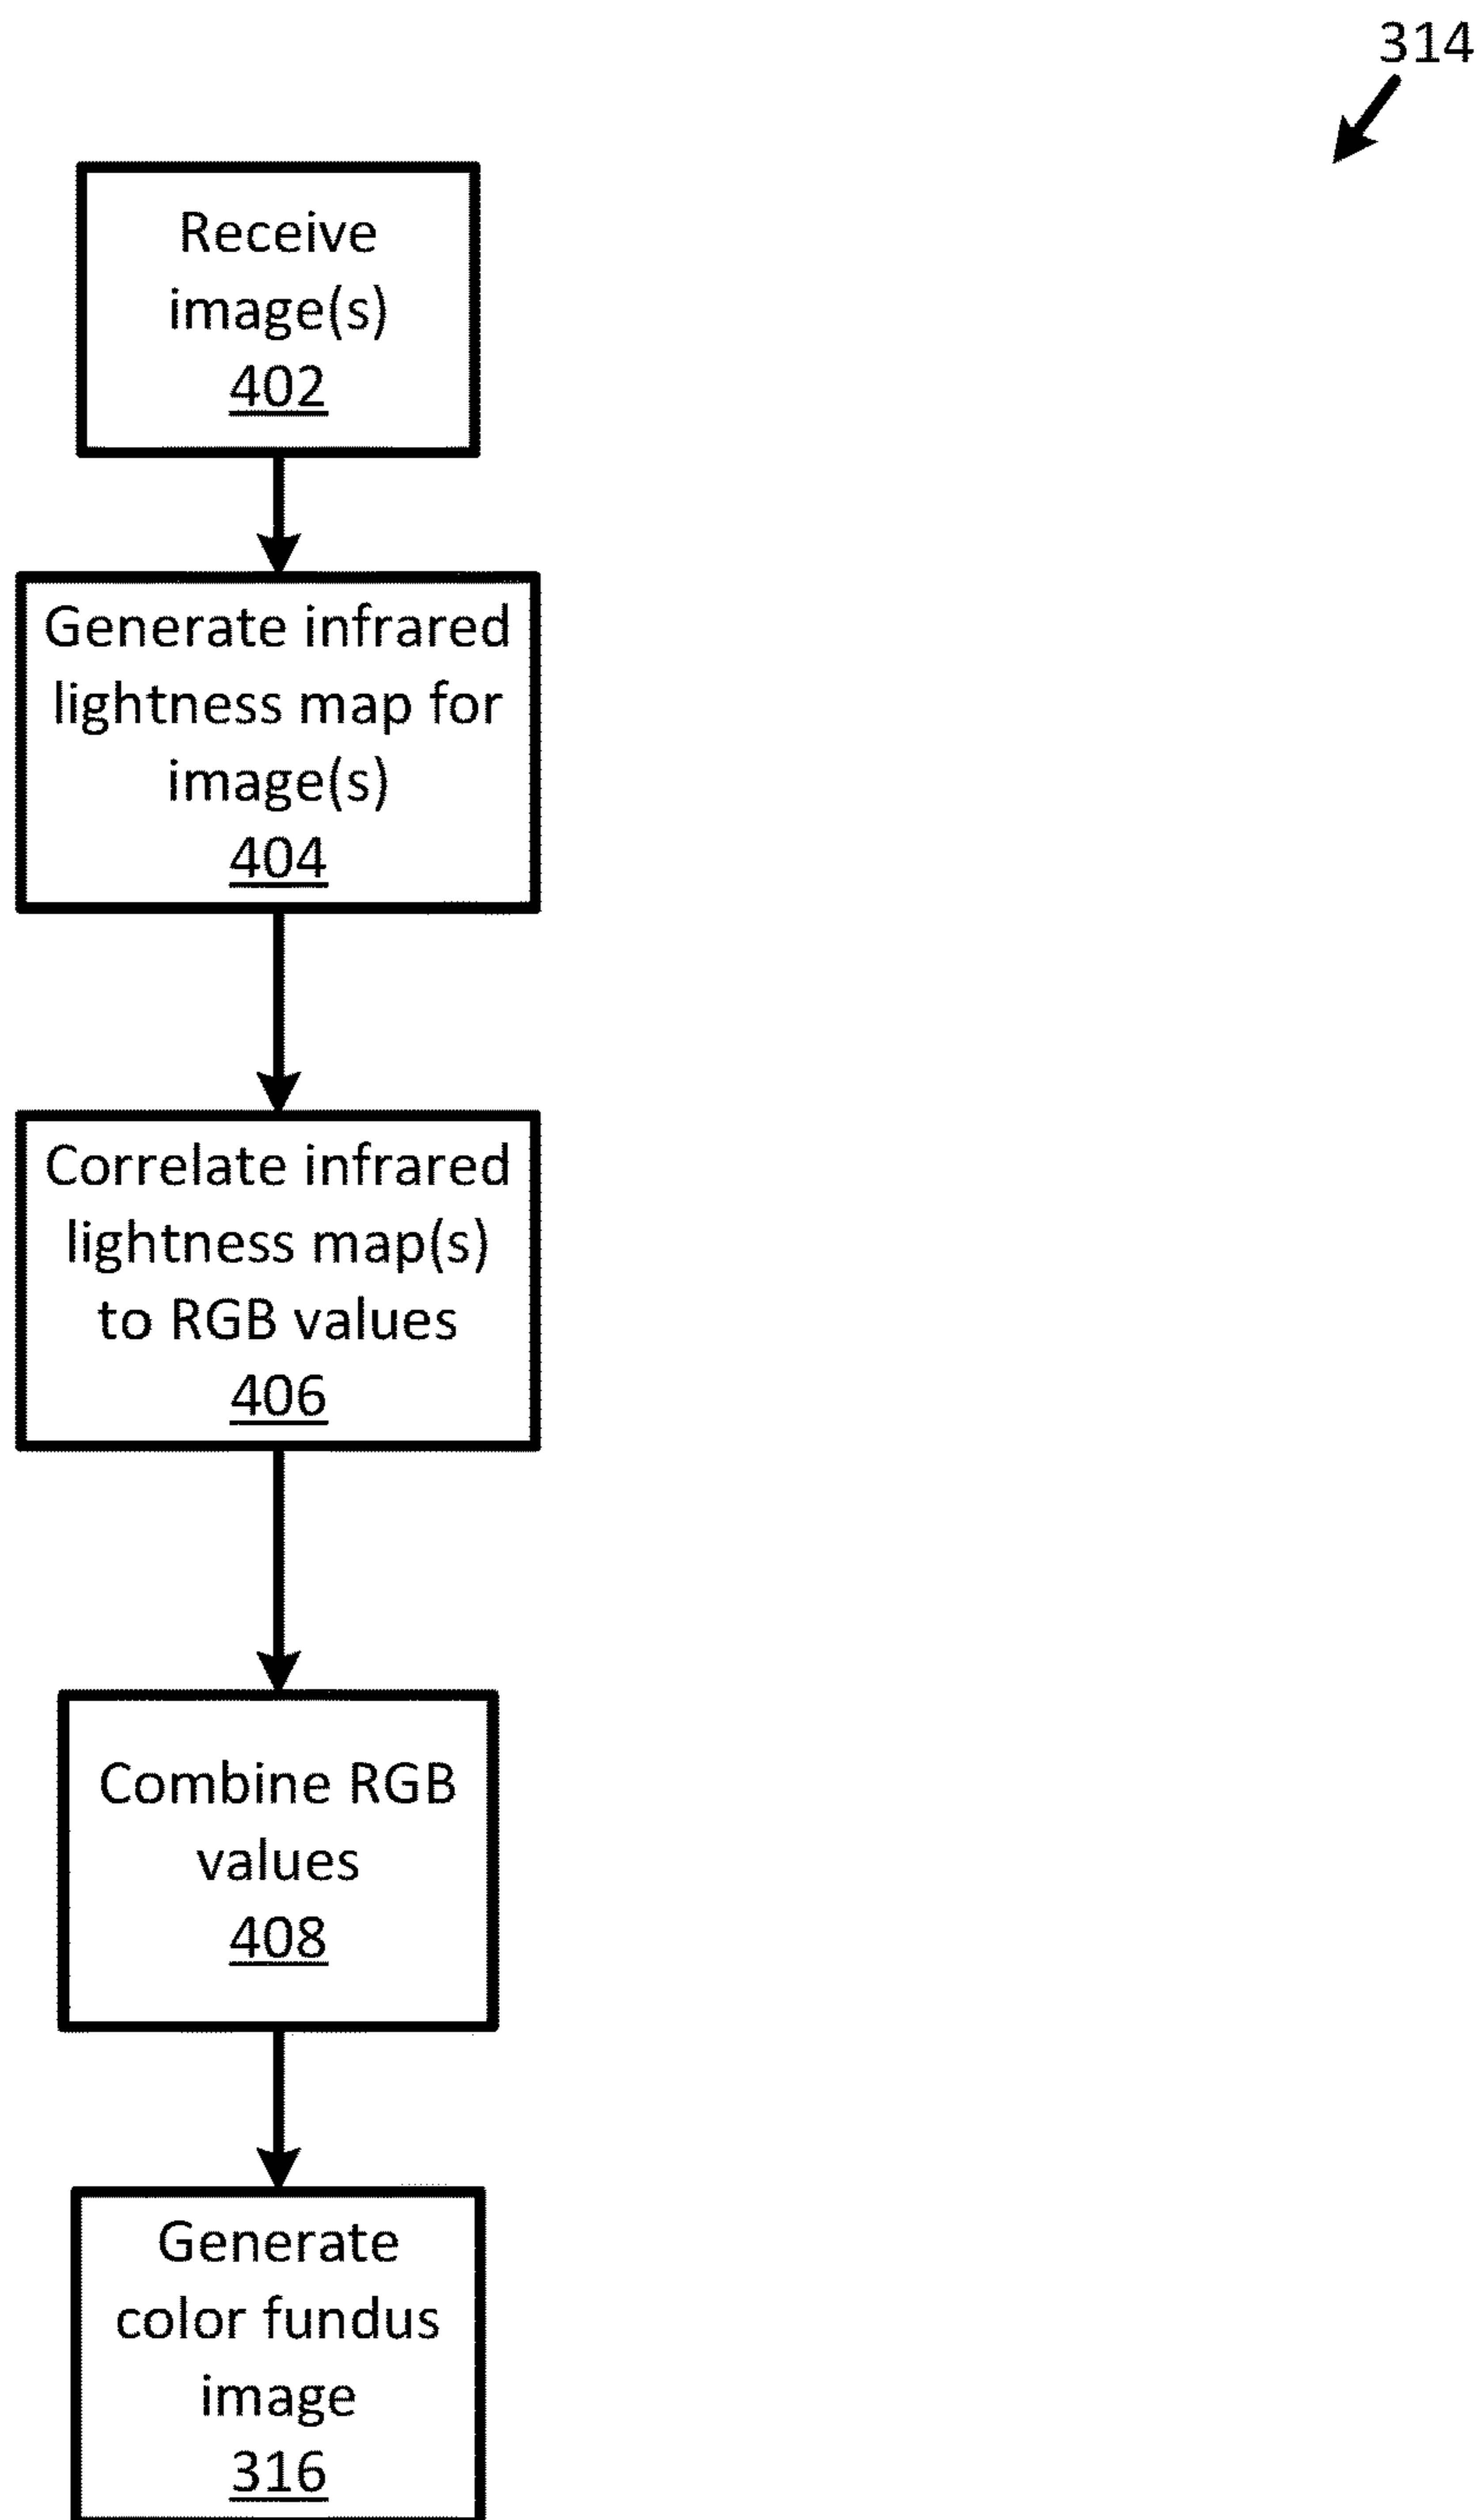 314
Receive
image(s)
402
Generate infrared
lightness map for
image(s)
404
Correlate infrared
lightness map(s)
to RGB values
406
Combine RGB
values
408
Generate
color fundus
image
316